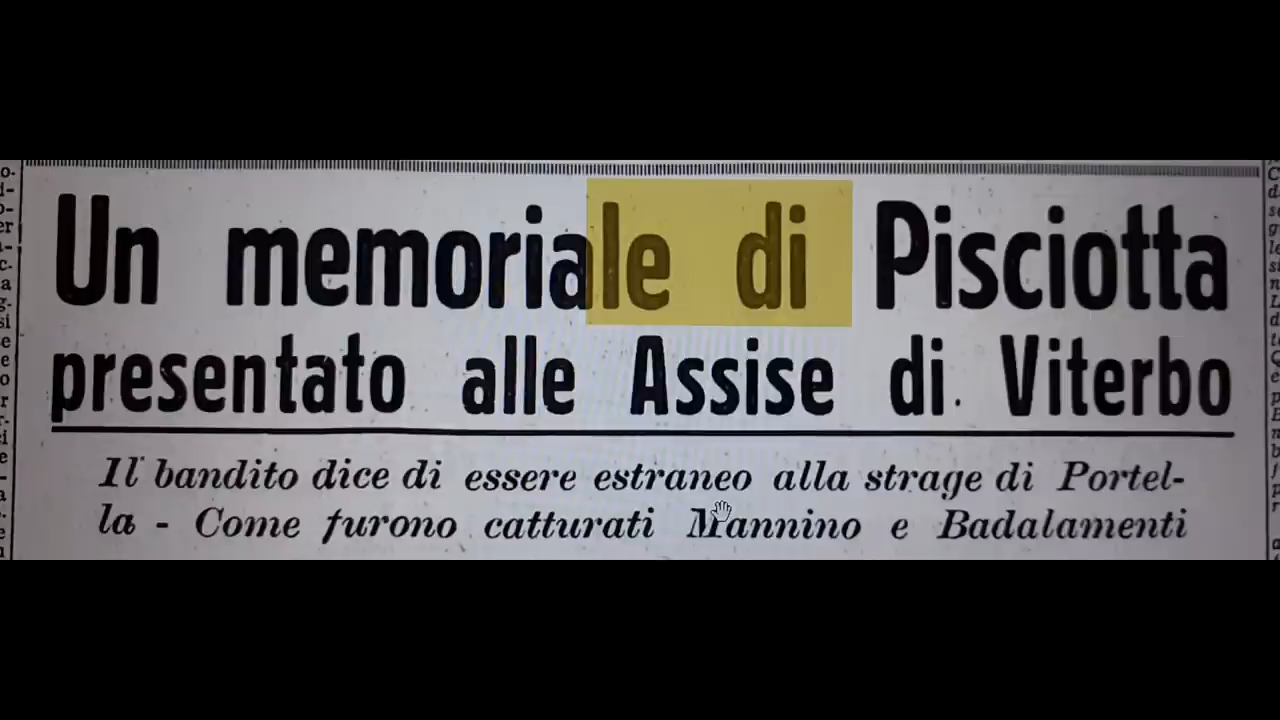 Un memoriale di Pisciotta
presentato alle Assise di Viterbo
Il bandito dice di essere estraneo alla strage di Portel-
la - Come furono catturati Mannino e Badalamenti